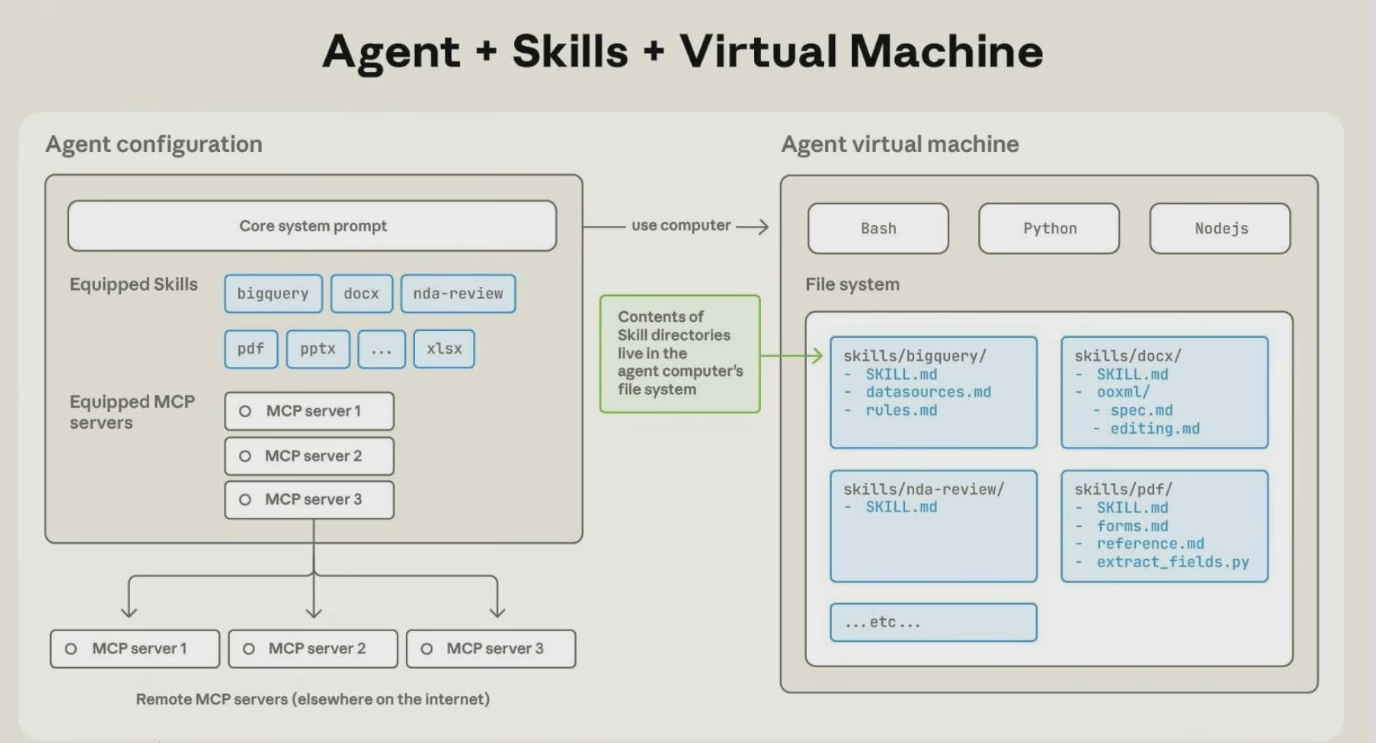 Agent + Skills + Virtual Machine
Agent configuration
Core system prompt
Equipped Skills
bigquery
docx
nda-review
pdf
pptx
...
xlsx
Equipped MCP
servers
MCP server 1
MCP server 2
MCP server 3
MCP server 1
MCP server 2
MCP server 3
Remote MCP servers (elsewhere on the internet)
use computer
Contents of
Skill directories
live in the
agent computer's
file system
Agent virtual machine
Bash
Python
Nodejs
File system
skills/bigquery/
- SKILL.md
- datasources.md
- rules.md
skills/docx/
- SKILL.md
- ooxml/
- spec.md
- editing.md
skills/nda-review/
- SKILL.md
skills/pdf/
- SKILL.md
- forms.md
- reference.md
- extract_fields.py
...etc...